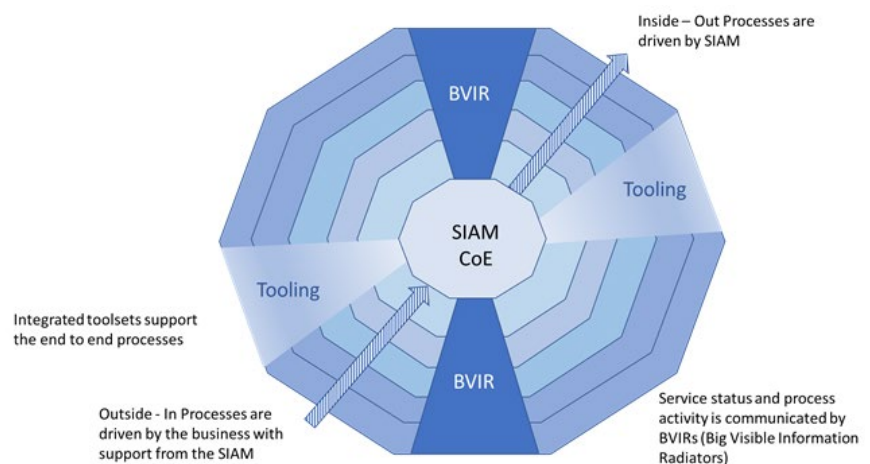 Inside – Out Processes are
driven by SIAM
BVIR
Tooling
SIAM
CoE
Tooling
Integrated toolsets support
the end to end processes
BVIR
Outside - In Processes are
driven by the business with
support from the SIAM
Service status and process
activity is communicated by
BVIRs (Big Visible Information
Radiators)